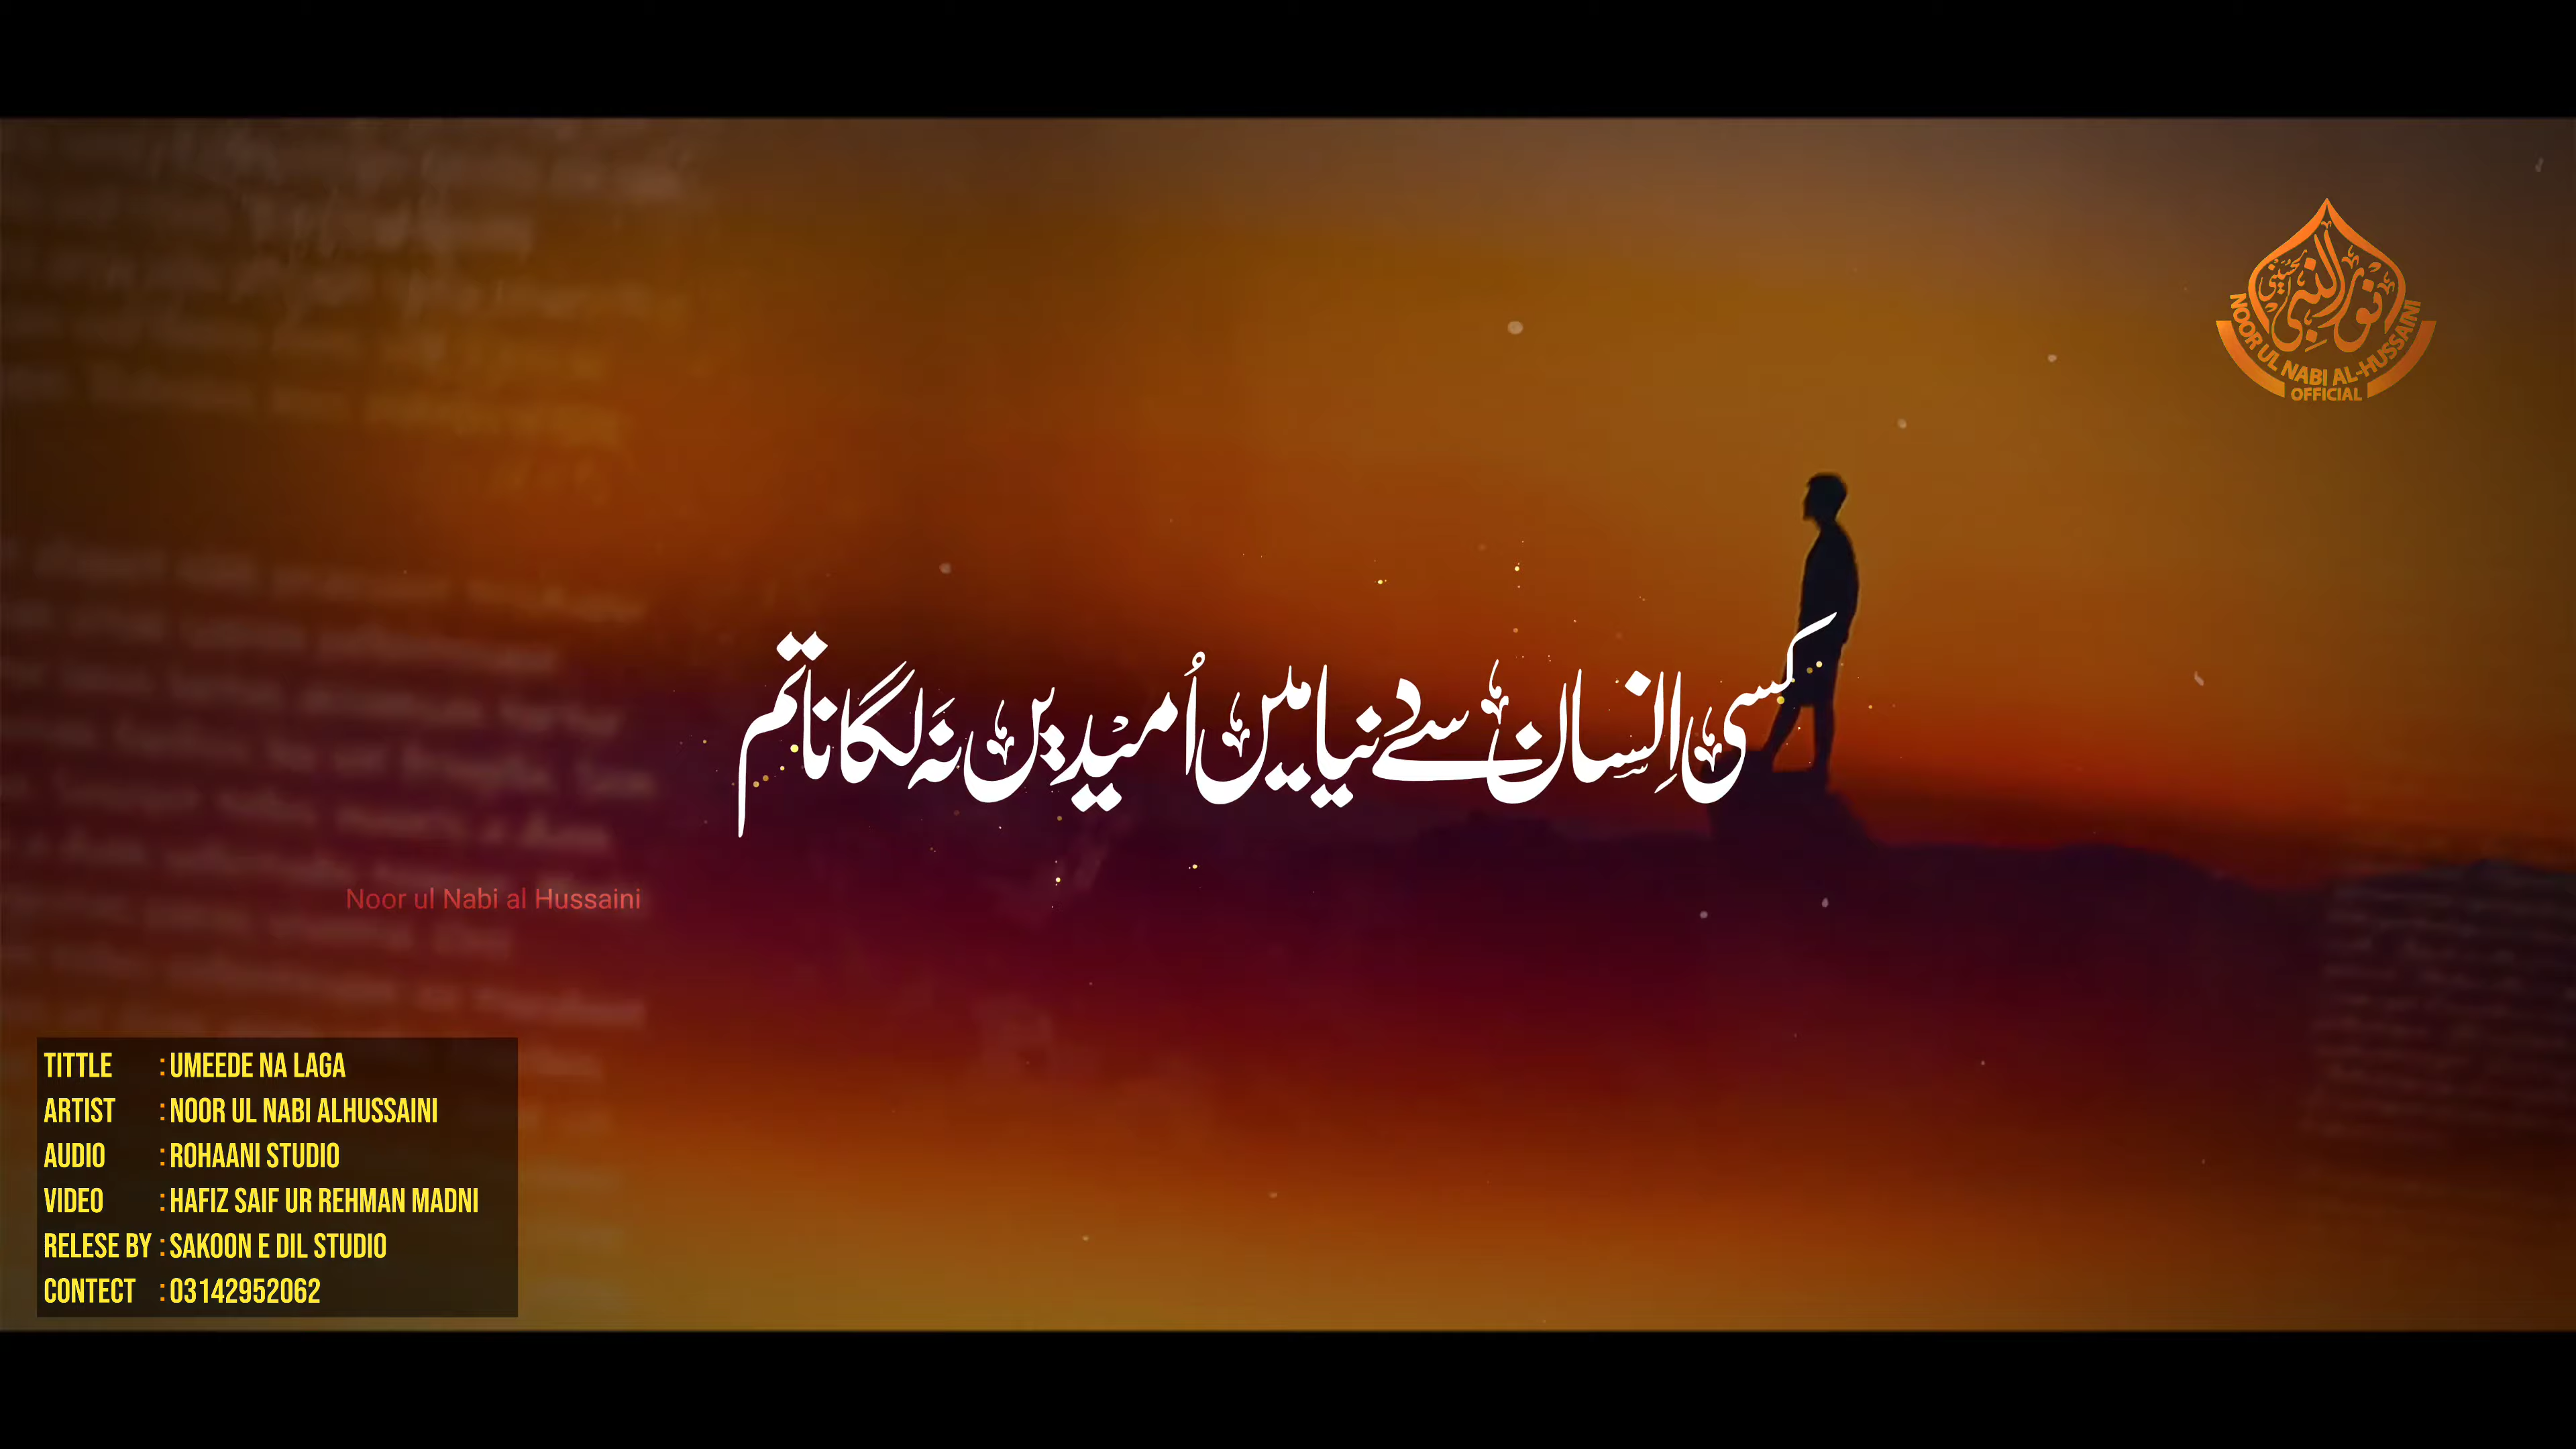 نور النبی حسینی
NOOR UL NABI AL-HUSSAINI
OFFICIAL
کسی اِنسان سے دنیا میں اُمیدیں نَہ لگانا تم
Noor ul Nabi al Hussaini
TITTLE : UMEEDE NA LAGA
ARTIST : NOOR UL NABI ALHUSSAINI
AUDIO : ROHAANI STUDIO
VIDEO : HAFIZ SAIF UR REHMAN MADNI
RELESE BY : SAKOON E DIL STUDIO
CONTECT : 03142952062